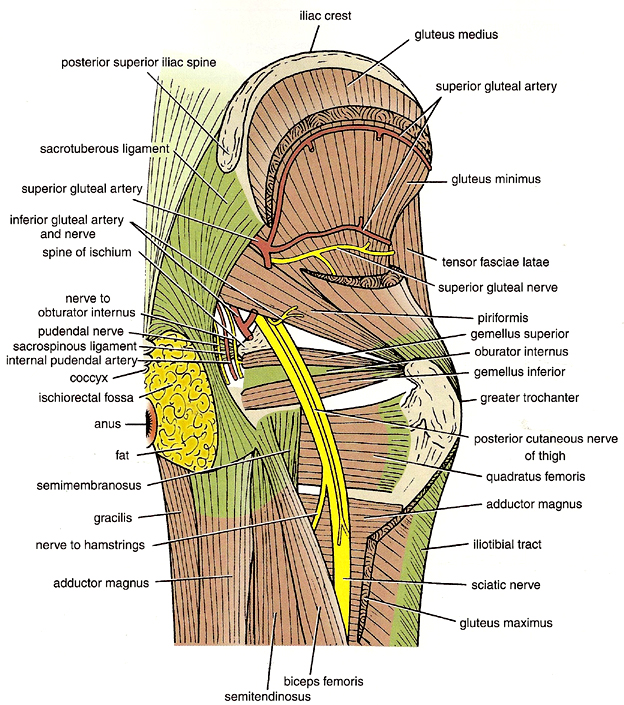 iliac crest
gluteus medius
posterior superior iliac spine
superior gluteal artery
sacrotuberous ligament
gluteus minimus
superior gluteal artery
inferior gluteal artery
and nerve
spine of ischium
tensor fasciae latae
superior gluteal nerve
nerve to
obturator internus
piriformis
pudendal nerve
gemellus superior
sacrospinous ligament
oburator internus
internal pudendal artery
gemellus inferior
coccyx
ischiorectal fossa
greater trochanter
anus
posterior cutaneous nerve
of thigh
fat
quadratus femoris
semimembranosus
adductor magnus
gracilis
nerve to hamstrings
iliotibial tract
adductor magnus
sciatic nerve
gluteus maximus
biceps femoris
semitendinosus